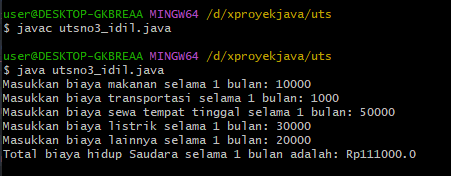 user@DESKTOP-GKBREAA MINGW64 /d/xproyekjava/uts
$ javac utsno3_idil.java
user@DESKTOP-GKBREAA MINGW64 /d/xproyekjava/uts
$ java utsno3_idil.java
Masukkan biaya makanan selama 1 bulan: 10000
Masukkan biaya transportasi selama 1 bulan: 1000
Masukkan biaya sewa tempat tinggal selama 1 bulan: 50000
Masukkan biaya listrik selama 1 bulan: 30000
Masukkan biaya lainnya selama 1 bulan: 20000
Total biaya hidup Saudara selama 1 bulan adalah: Rp111000.0